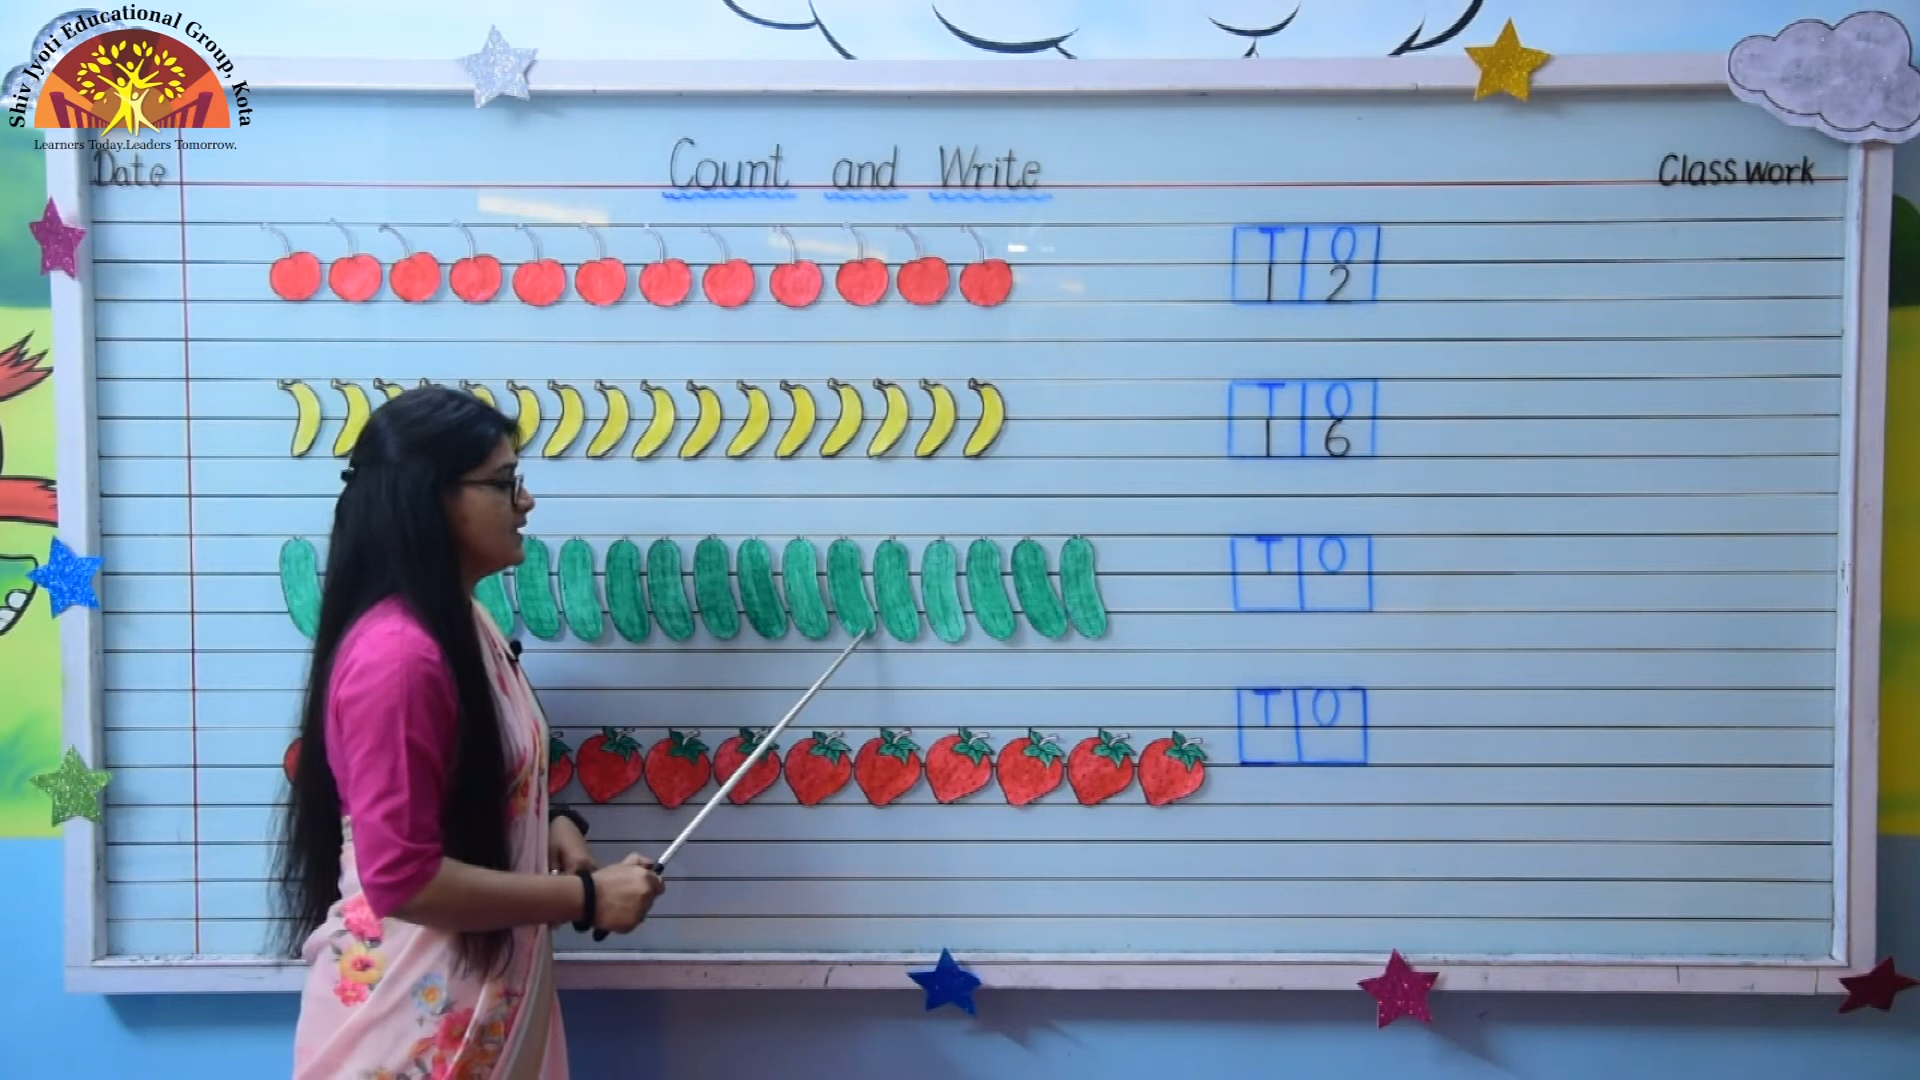 Shiv Jyoti Educational Group, Kota
Learners Today.Leaders Tomorrow.
Date
Count and Write
Class work
T O
1 2
T O
1 6
T O
T O